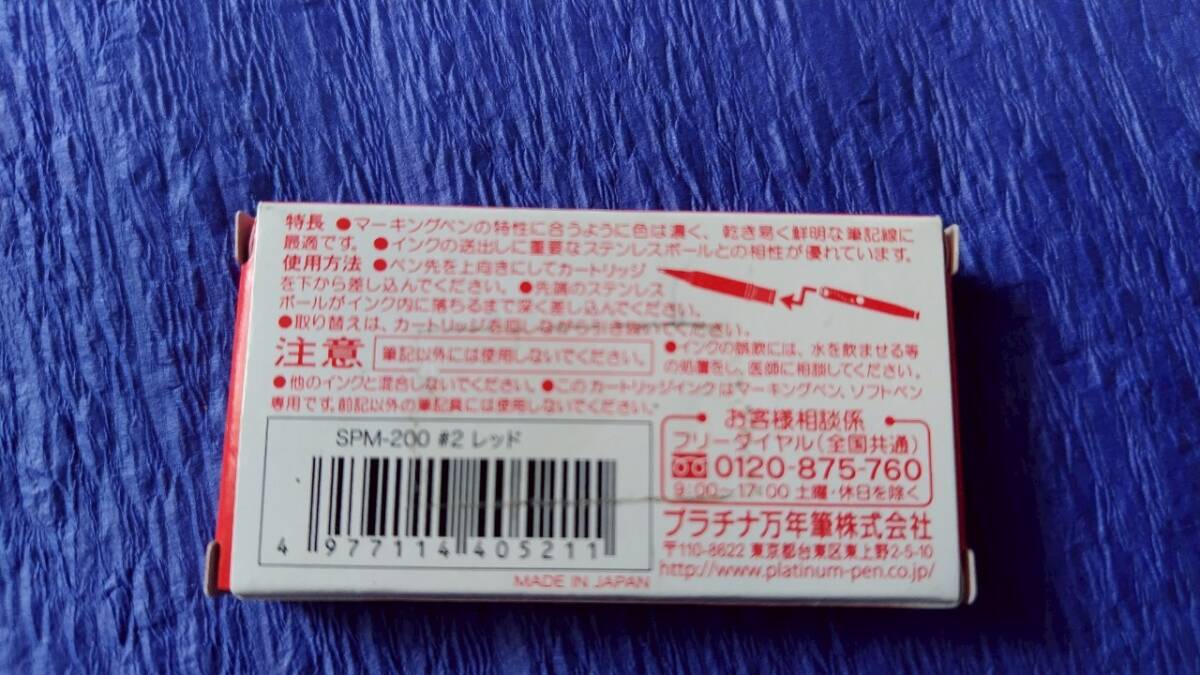 特長 ●マーキングペンの特性に合うように色は濃く、乾き易く鮮明な筆記線に
最適です。●インクの送出しに重要なステンレスボールとの相性が優れています。
使用方法 ●ペン先を上向きにしてカートリッジ
を下から差し込んでください。●先端のステンレス
ボールがインク内に落ちるまで深く差し込んでください。
●取り替えは、カートリッジを回しながら引き抜いてください。
注意 筆記以外には使用しないでください。
●インクの誤飲には、水を飲ませる等
の処置をし、医師に相談してください。
●他のインクと混合しないでください。●このカートリッジインクはマーキングペン、ソフトペン
専用です。前記以外の筆記具には使用しないでください。
SPM-200 #2 レッド
4 977114 405211
MADE IN JAPAN
お客様相談係
フリーダイヤル(全国共通)
0120-875-760
9:00~17:00 土曜・休日を除く
プラチナ万年筆株式会社
〒110-8622 東京都台東区東上野2-5-10
http://www.platinum-pen.co.jp/